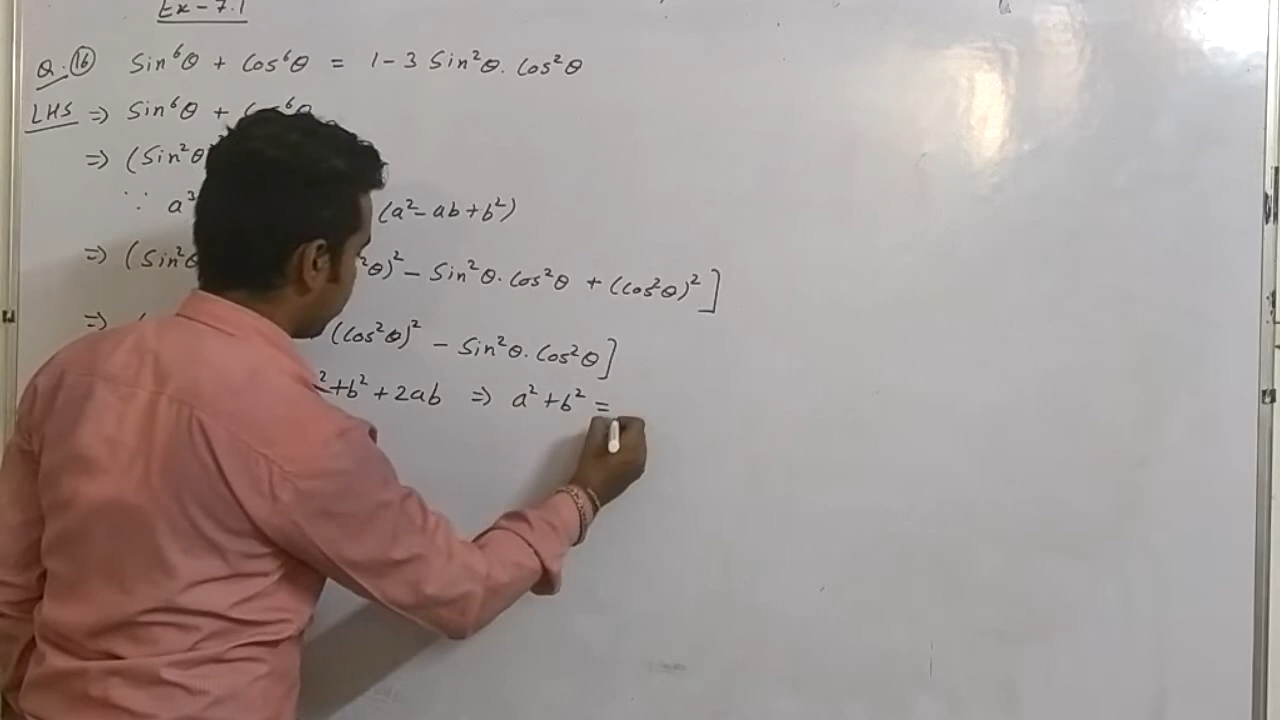 Ex-7.1
Q. 16 Sin⁶θ + Cos⁶θ = 1-3 Sin²θ. Cos²θ
LHS => Sin⁶θ + Cos⁶θ
=> (Sin²θ)
∵ a³ (a²-ab+b²)
=> (Sin²θ ²θ)² - Sin²θ. Cos²θ + (Cos²θ)²]
=> ( (Cos²θ)² - Sin²θ. Cos²θ]
²+b²+2ab => a²+b² =